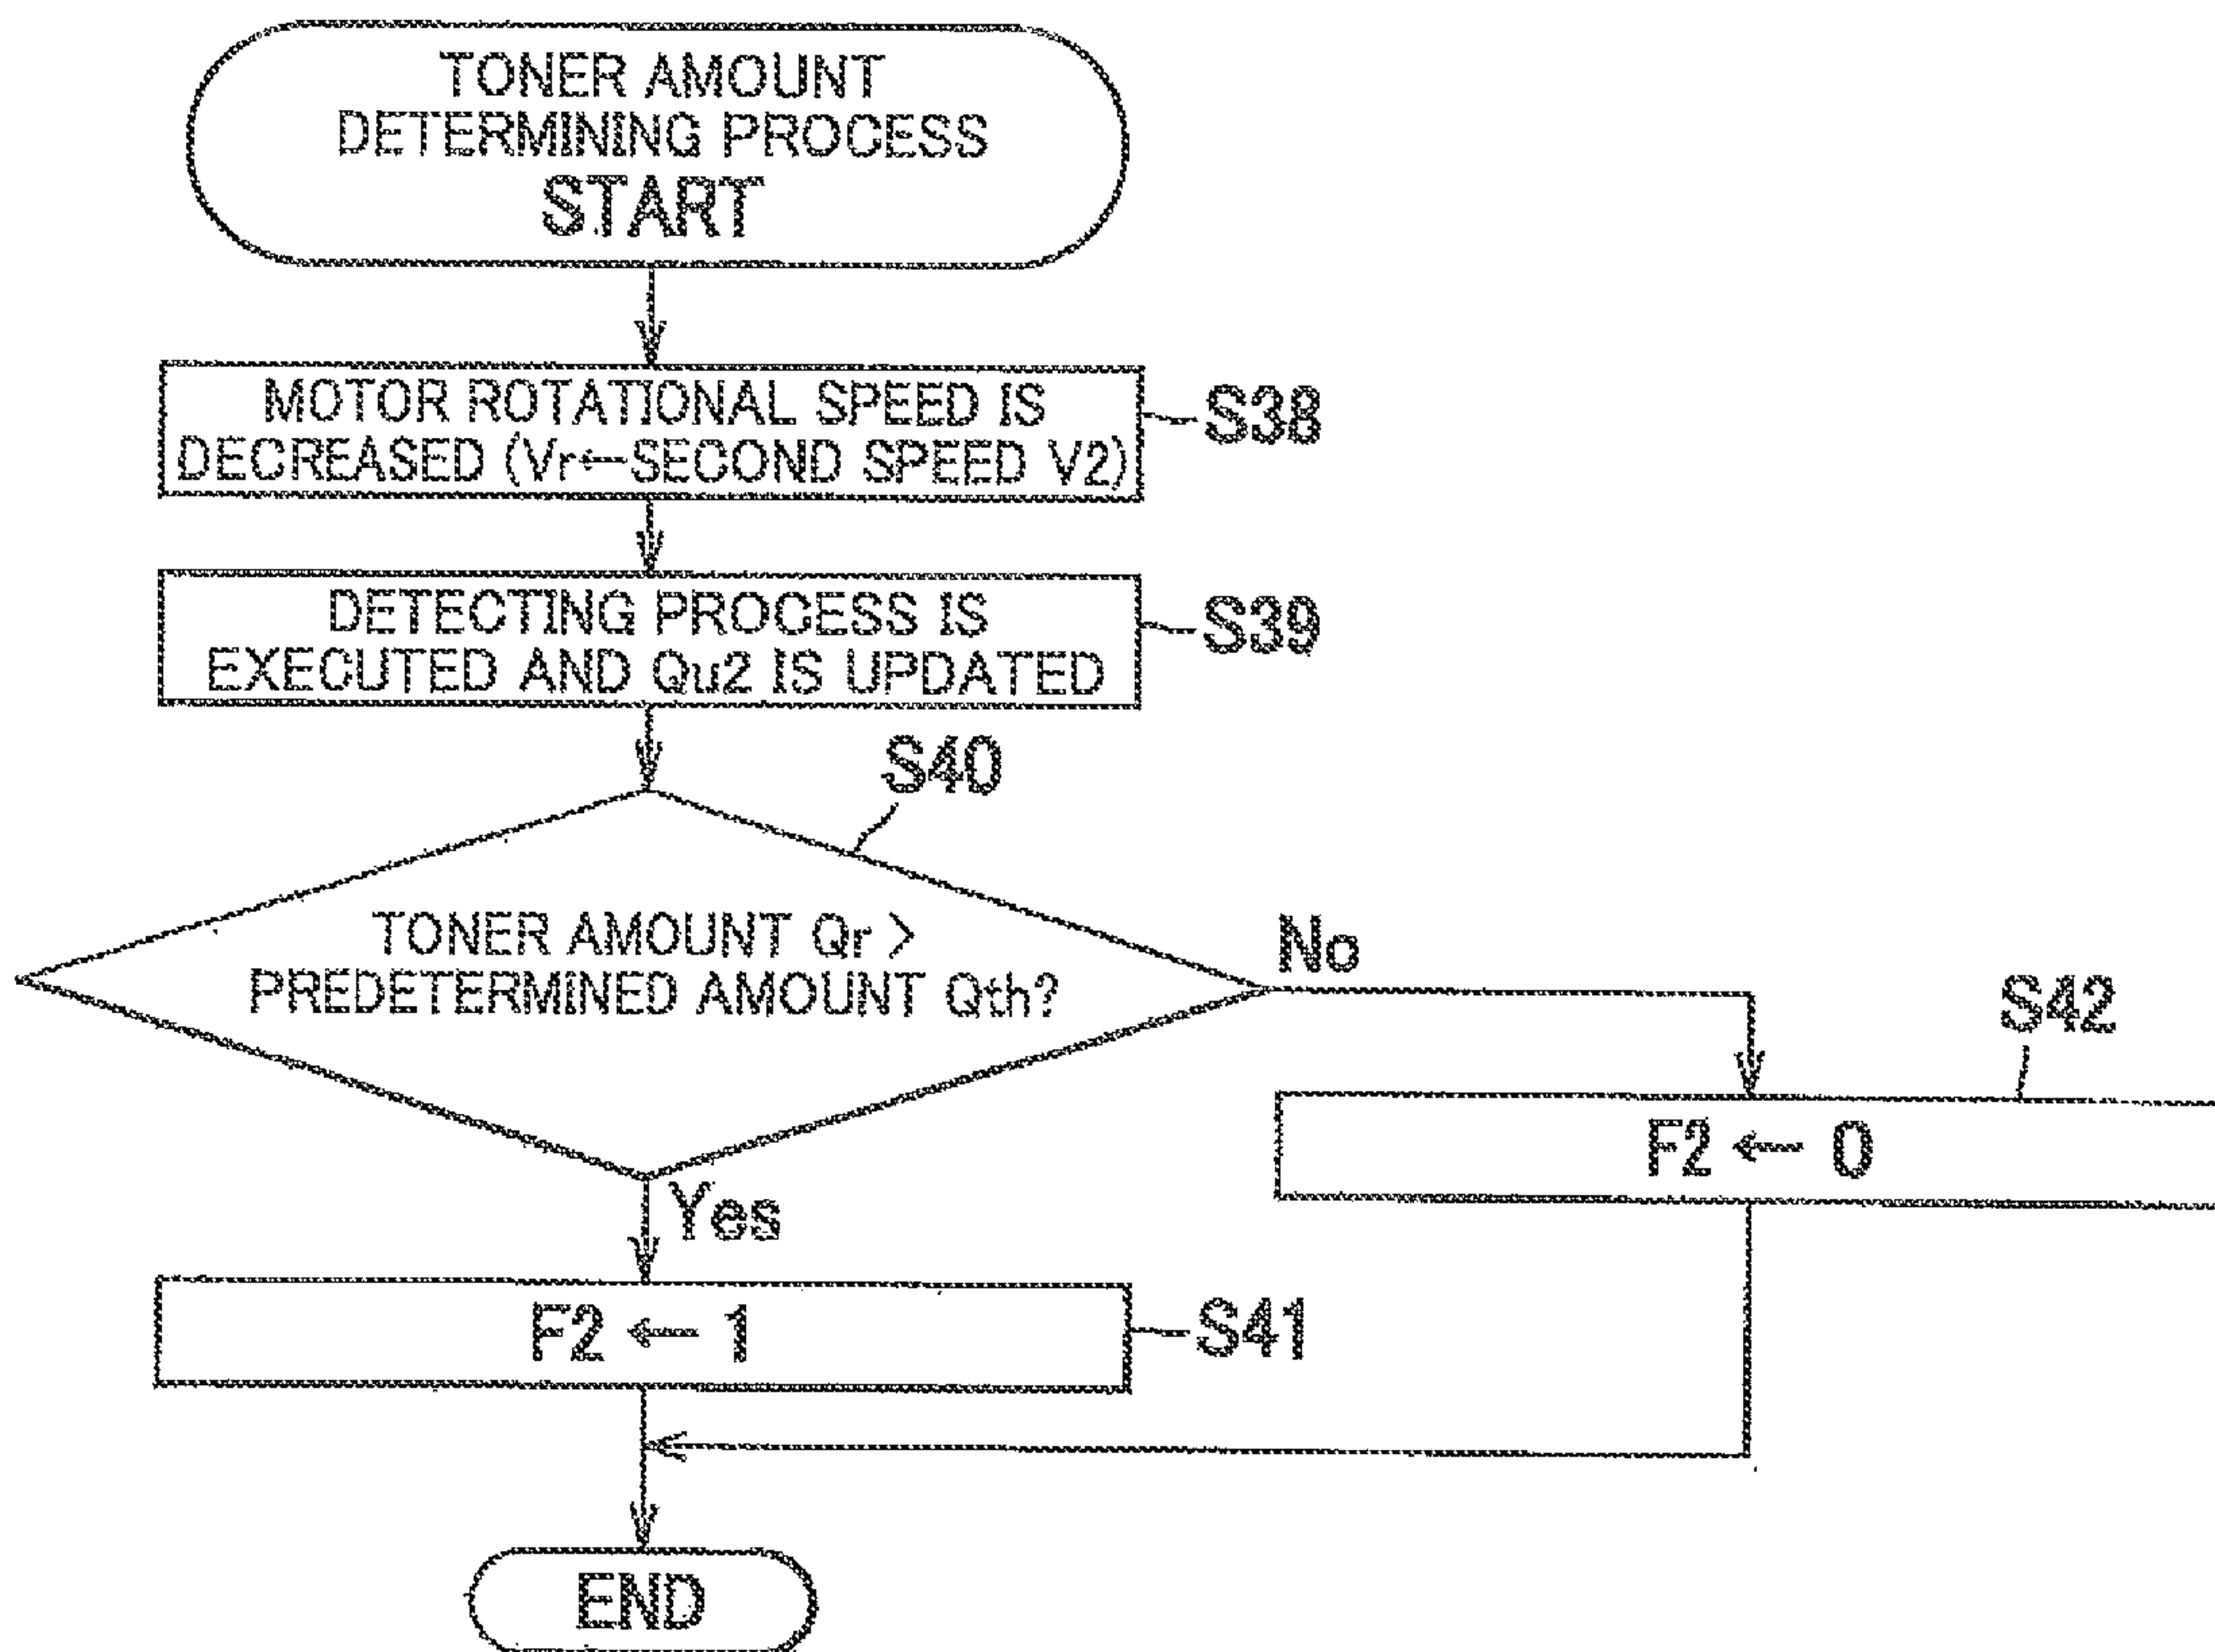 TONER AMOUNT
DETERMINING PROCESS
START
MOTOR ROTATIONAL SPEED IS
DECREASED (Vr←SECOND SPEED V2)
S38
DETECTING PROCESS IS
EXECUTED AND Qu2 IS UPDATED
S39
S40
TONER AMOUNT Qr >
PREDETERMINED AMOUNT Qth?
No
S42
F2 ← 0
Yes
F2 ← 1
S41
END